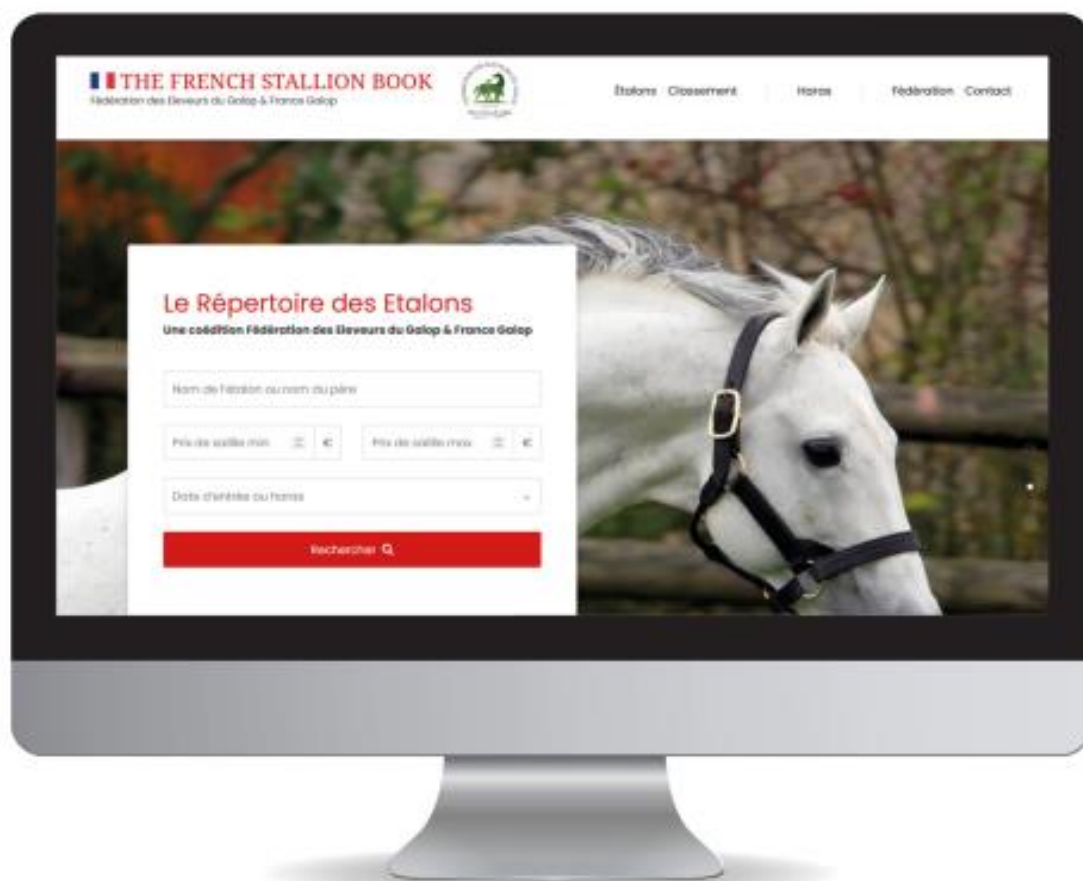 THE FRENCH STALLION BOOK
Fédération des Eleveurs du Galop & France Galop
Étalons Classement Haras Fédération Contact
Le Répertoire des Etalons
Une coédition Fédération des Eleveurs du Galop & France Galop
Nom de l'étalon ou nom du père
Prix de saillie min € Prix de saillie max €
Date d'entrée au haras
Rechercher